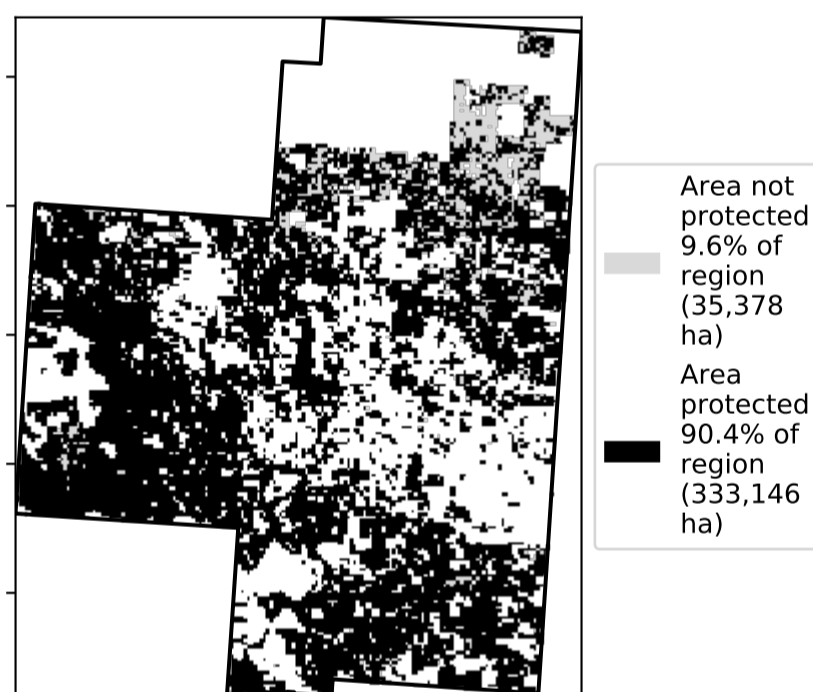 Area not
protected
9.6% of
region
(35,378
ha)
Area
protected
90.4% of
region
(333,146
ha)